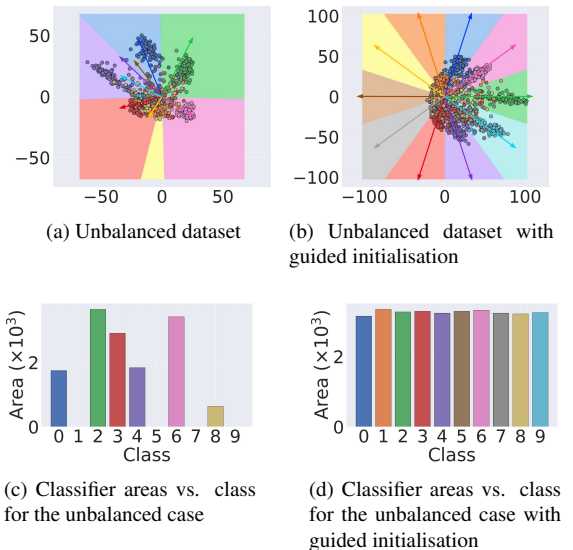 50
0
−50
−50
0
50
(a) Unbalanced dataset
100
50
0
−50
−100
−100
0
100
(b) Unbalanced dataset with
guided initialisation
Area (×10³)
2
0
0 1 2 3 4 5 6 7 8 9
Class
(c) Classifier areas vs. class
for the unbalanced case
Area (×10³)
2
0
0 1 2 3 4 5 6 7 8 9
Class
(d) Classifier areas vs. class
for the unbalanced case with
guided initialisation